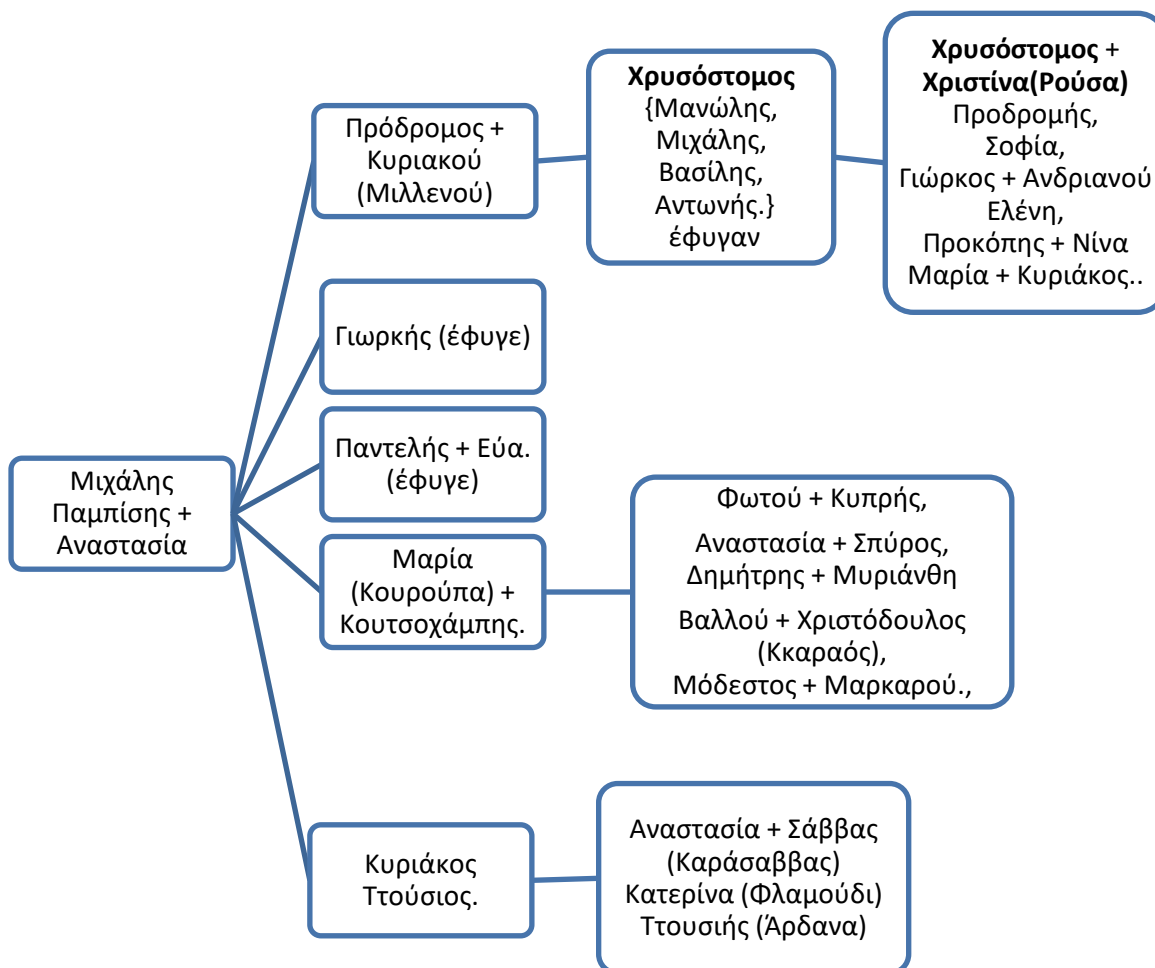 Μιχάλης
Παμπίσης +
Αναστασία
Πρόδρομος +
Κυριακού
(Μιλλενού)
Χρυσόστομος
{Μανώλης,
Μιχάλης,
Βασίλης,
Αντωνής.}
έφυγαν
Χρυσόστομος +
Χριστίνα(Ρούσα)
Προδρομής,
Σοφία,
Γιώρκος + Ανδριανού
Ελένη,
Προκόπης + Νίνα
Μαρία + Κυριάκος..
Γιωρκής (έφυγε)
Παντελής + Εύα.
(έφυγε)
Μαρία
(Κουρούπα) +
Κουτσοχάμπης.
Φωτού + Κυπρής,
Αναστασία + Σπύρος,
Δημήτρης + Μυριάνθη
Βαλλού + Χριστόδουλος
(Κκαραός),
Μόδεστος + Μαρκαρού.,
Κυριάκος
Ττούσιος.
Αναστασία + Σάββας
(Καράσαββας)
Κατερίνα (Φλαμούδι)
Ττουσιής (Άρδανα)